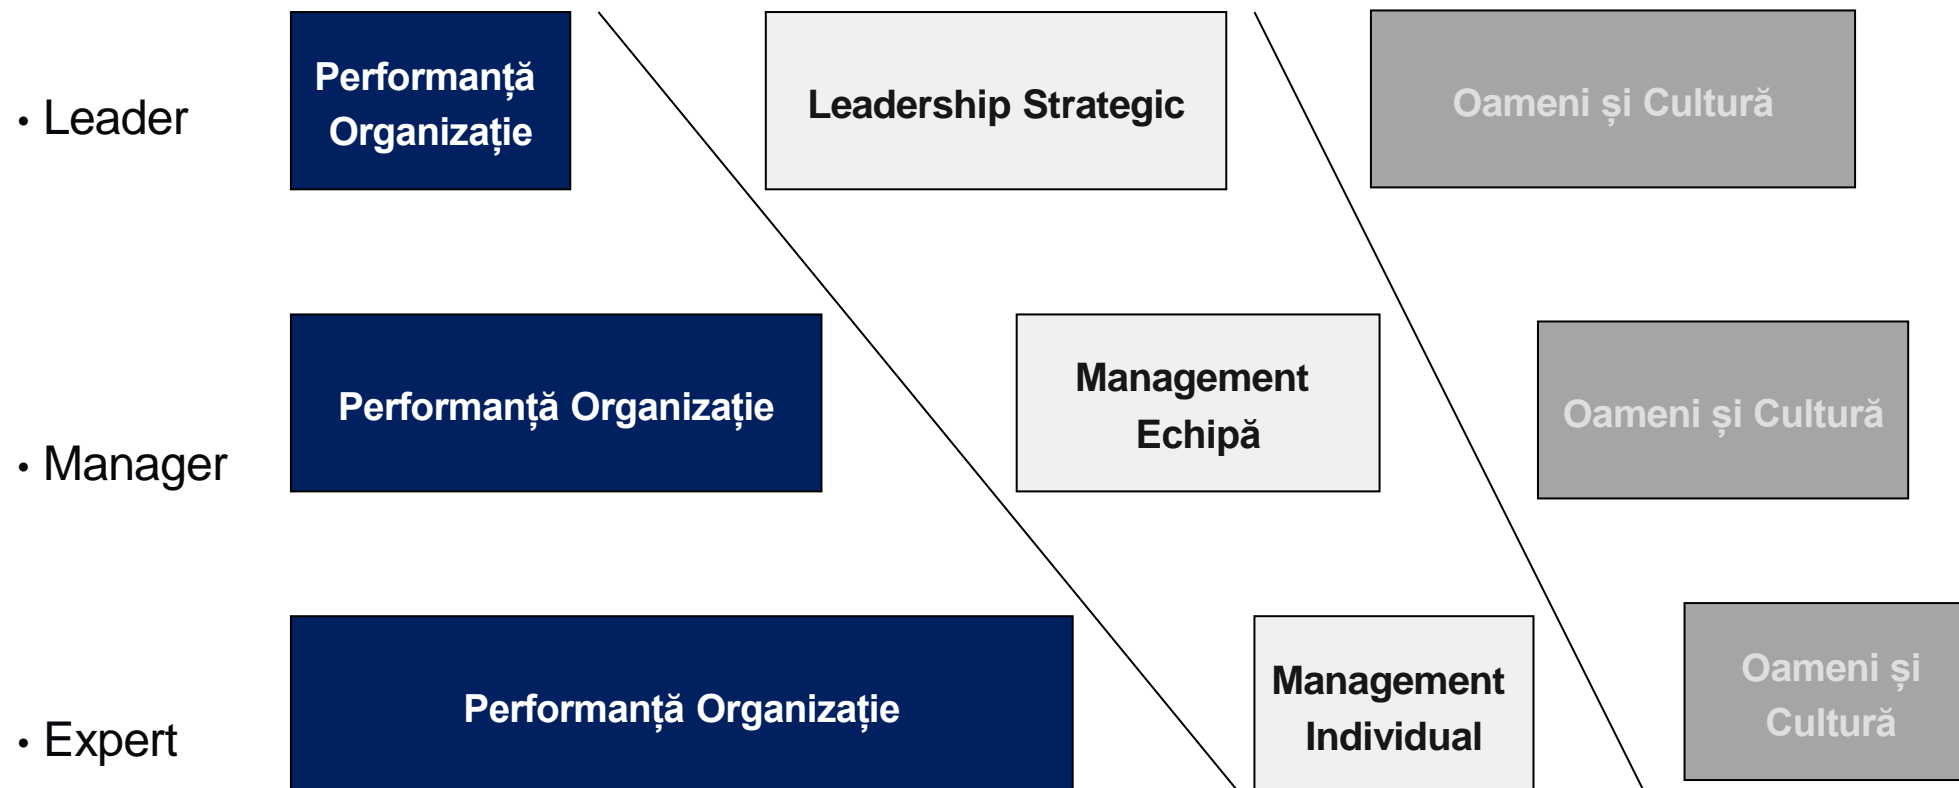 • Leader
Performanță
Organizație
Leadership Strategic
Oameni și Cultură
• Manager
Performanță Organizație
Management
Echipă
Oameni și Cultură
• Expert
Performanță Organizație
Management
Individual
Oameni și
Cultură